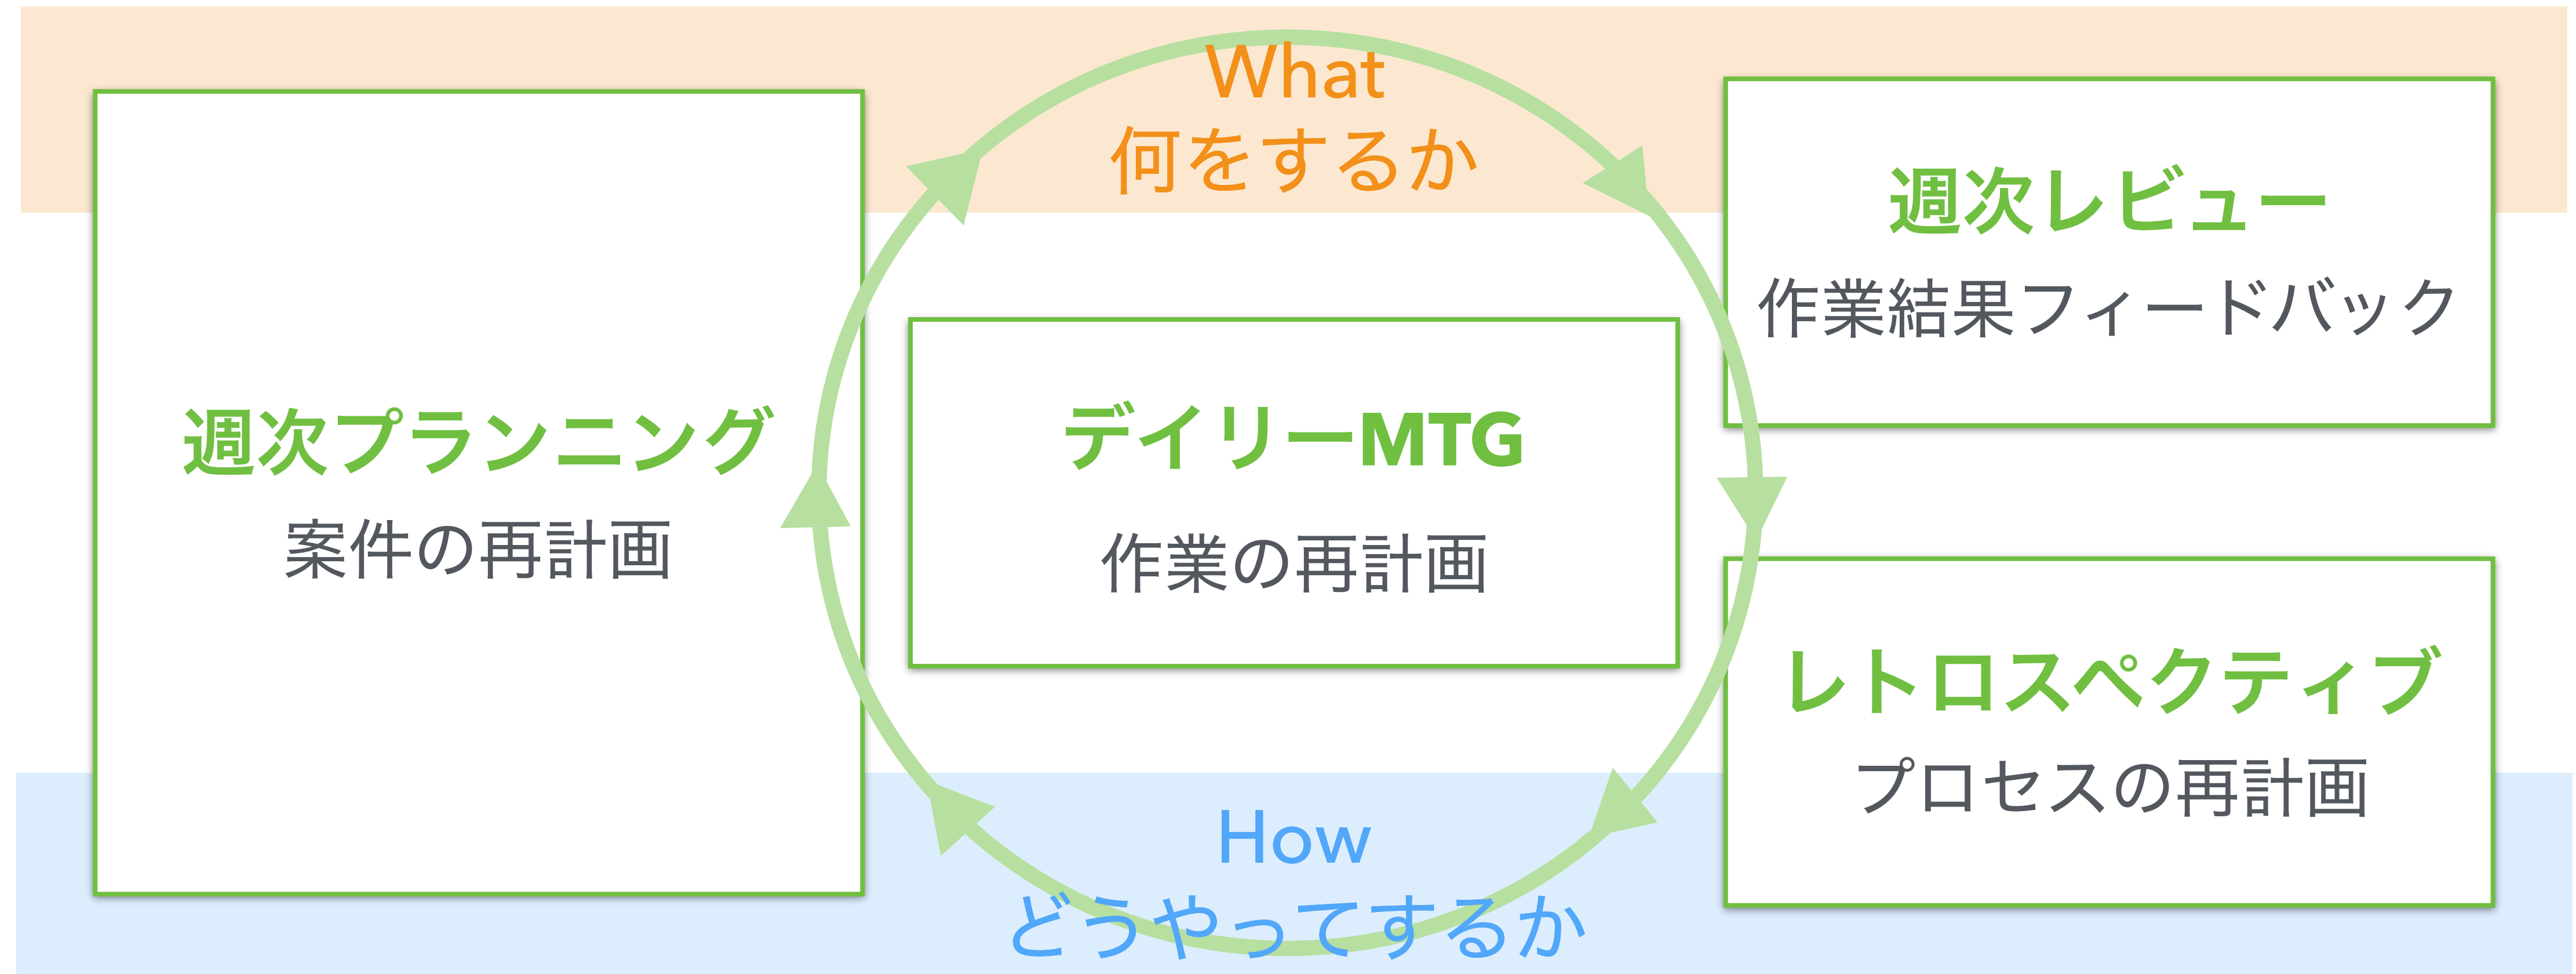 What
何をするか
週次プランニング
案件の再計画
デイリーMTG
作業の再計画
週次レビュー
作業結果フィードバック
レトロスペクティブ
プロセスの再計画
How
どうやってするか